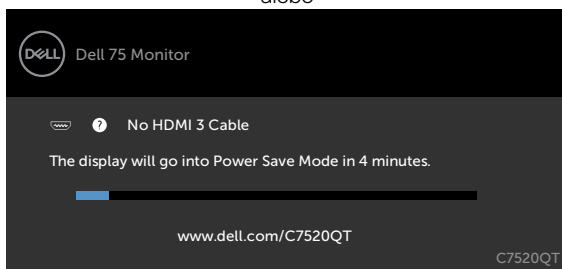 alebo
DELL
Dell 75 Monitor
? No HDMI 3 Cable
The display will go into Power Save Mode in 4 minutes.
www.dell.com/C7520QT
C7520QT